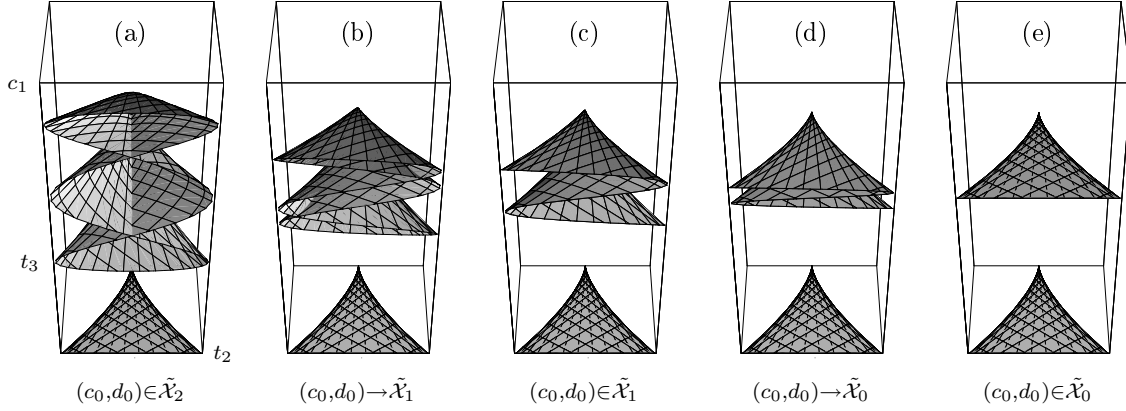 (a) (b) (c) (d) (e)
c₁
t₃
t₂
(c₀,d₀)∈𝒳̃₂ (c₀,d₀)→𝒳̃₁ (c₀,d₀)∈𝒳̃₁ (c₀,d₀)→𝒳̃₀ (c₀,d₀)∈𝒳̃₀